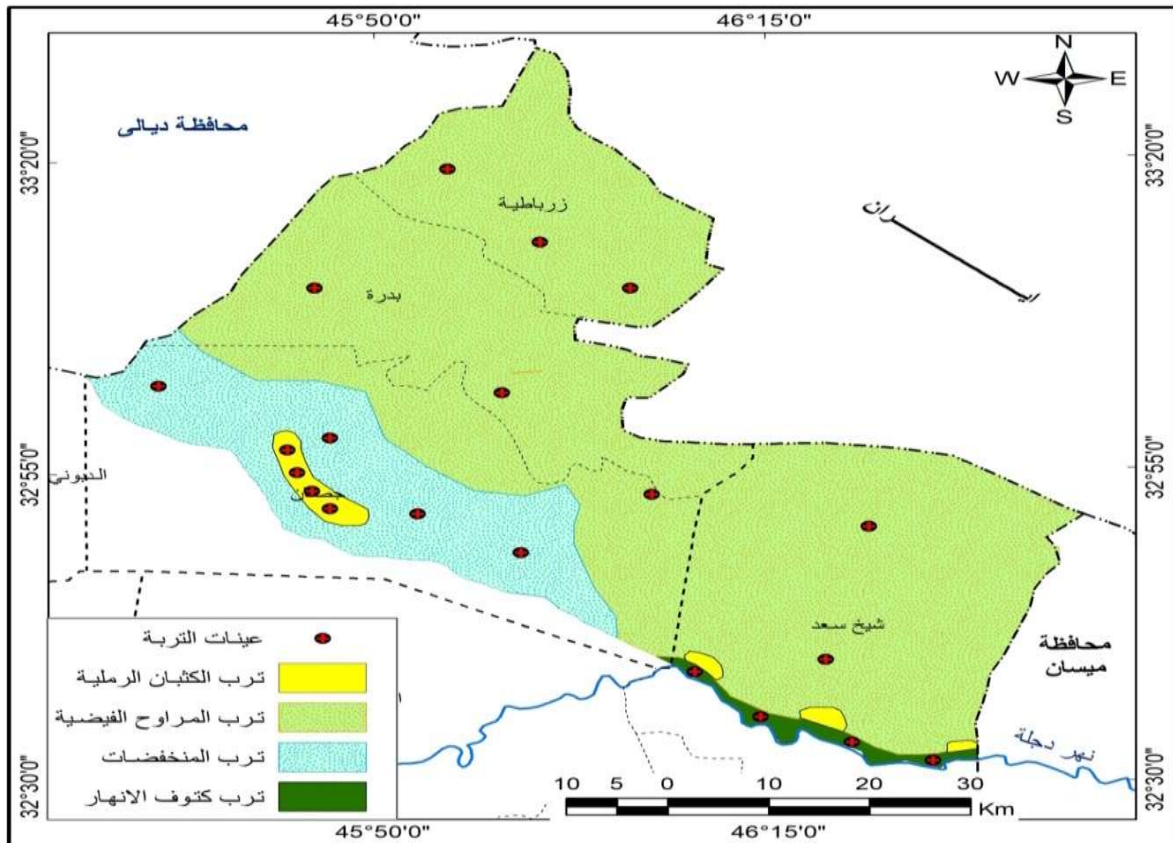 45°50'0"
46°15'0"
N
W E
S
محافظة ديالى
33°20'0"
33°20'0"
زرباطية
ايـــران
بدرة
32°55'0"
32°55'0"
جصان
شيخ سعد
محافظة
ميسان
عينات التربة
ترب الكثبان الرملية
ترب المراوح الفيضية
ترب المنخفضات
ترب كتوف الانهار
نهر دجلة
32°30'0"
32°30'0"
10 5 0 10 20 30
Km
45°50'0"
46°15'0"